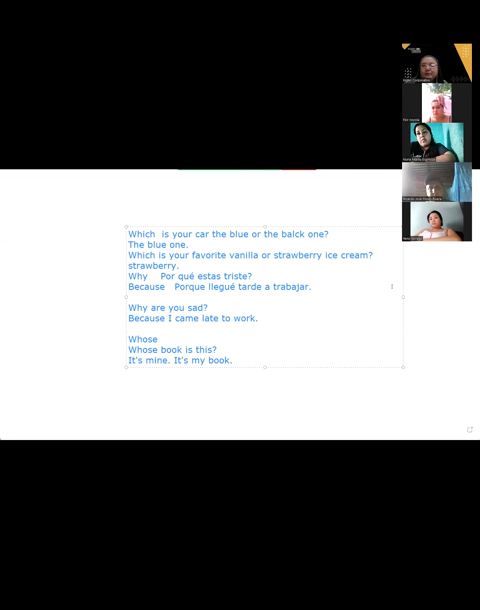 Which  is your car the blue or the balck one?
The blue one.
Which is your favorite vanilla or strawberry ice cream?
strawberry.
Why    Por qué estas triste?
Because   Porque llegué tarde a trabajar.
Why are you sad?
Because I came late to work.
Whose
Whose book is this?
It's mine. It's my book.